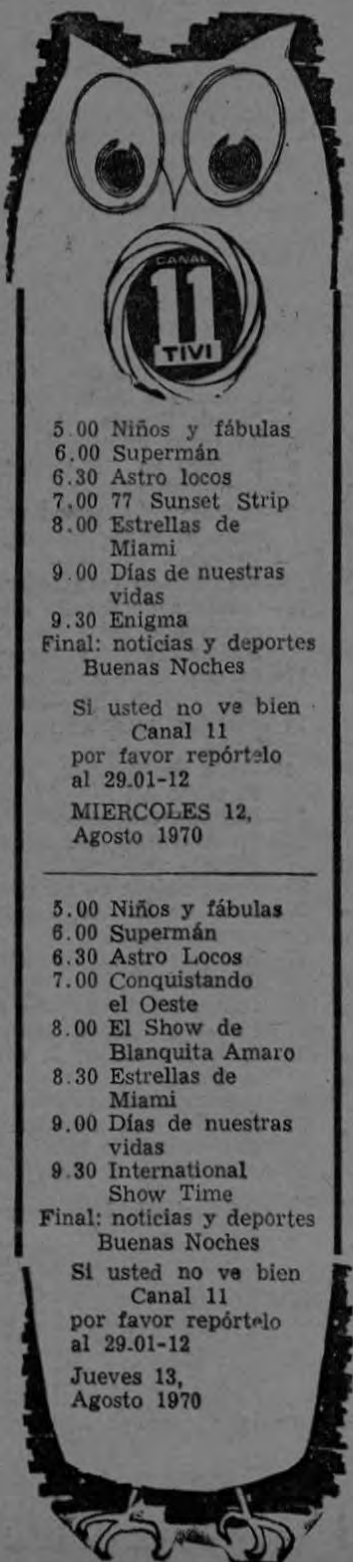 CANAL
11
TIVI
5.00 Niños y fábulas
6.00 Supermán
6.30 Astro locos
7.00 77 Sunset Strip
8.00 Estrellas de
Miami
9.00 Días de nuestras
vidas
9.30 Enigma
Final: noticias y deportes
Buenas Noches
Si usted no ve bien
Canal 11
por favor repórtelo
al 29.01-12
MIERCOLES 12,
Agosto 1970
5.00 Niños y fábulas
6.00 Supermán
6.30 Astro Locos
7.00 Conquistando
el Oeste
8.00 El Show de
Blanquita Amaro
8.30 Estrellas de
Miami
9.00 Días de nuestras
vidas
9.30 International
Show Time
Final: noticias y deportes
Buenas Noches
Si usted no ve bien
Canal 11
por favor repórtelo
al 29.01-12
Jueves 13,
Agosto 1970